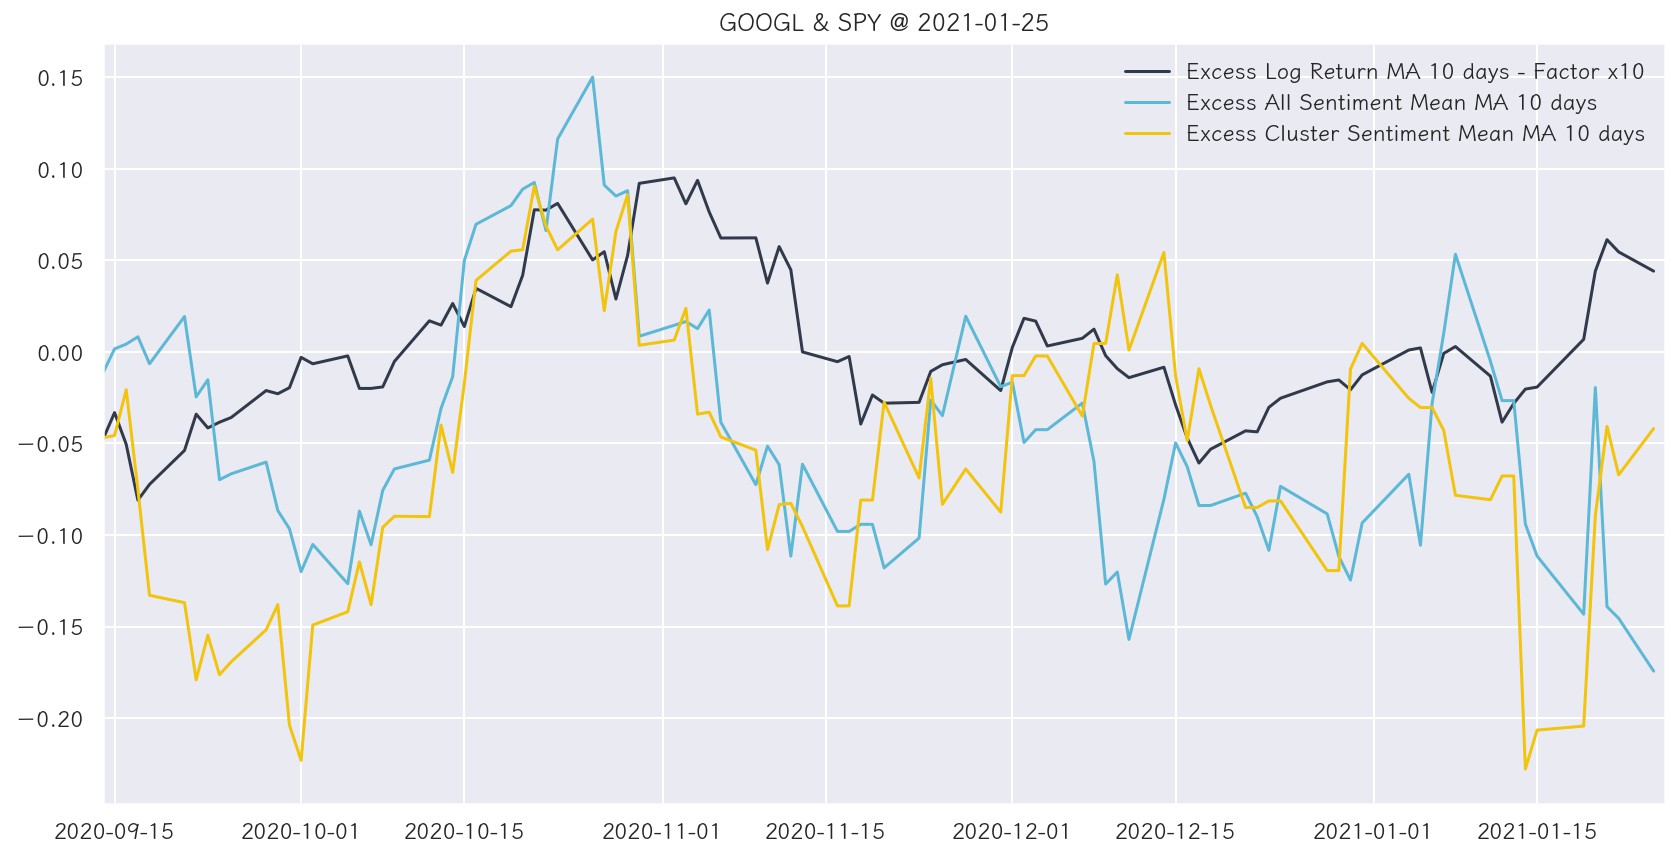 GOOGL & SPY @ 2021-01-25
Excess Log Return MA 10 days - Factor x10
Excess All Sentiment Mean MA 10 days
Excess Cluster Sentiment Mean MA 10 days
0.15
0.10
0.05
0.00
−0.05
−0.10
−0.15
−0.20
2020-09-15 2020-10-01 2020-10-15 2020-11-01 2020-11-15 2020-12-01 2020-12-15 2021-01-01 2021-01-15